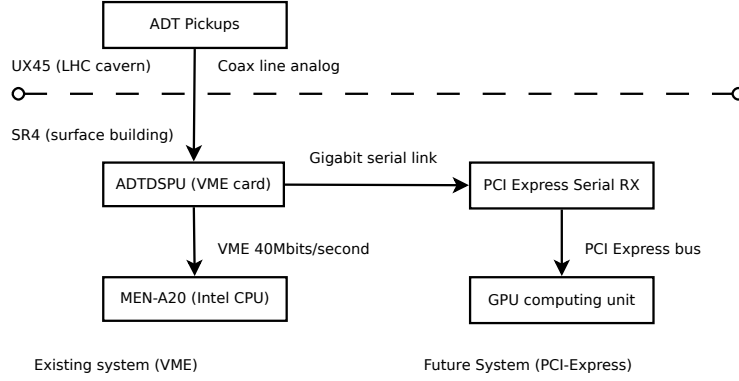 ADT Pickups
UX45 (LHC cavern)
Coax line analog
SR4 (surface building)
Gigabit serial link
ADTDSPU (VME card)
PCI Express Serial RX
VME 40Mbits/second
PCI Express bus
MEN-A20 (Intel CPU)
GPU computing unit
Existing system (VME)
Future System (PCI-Express)